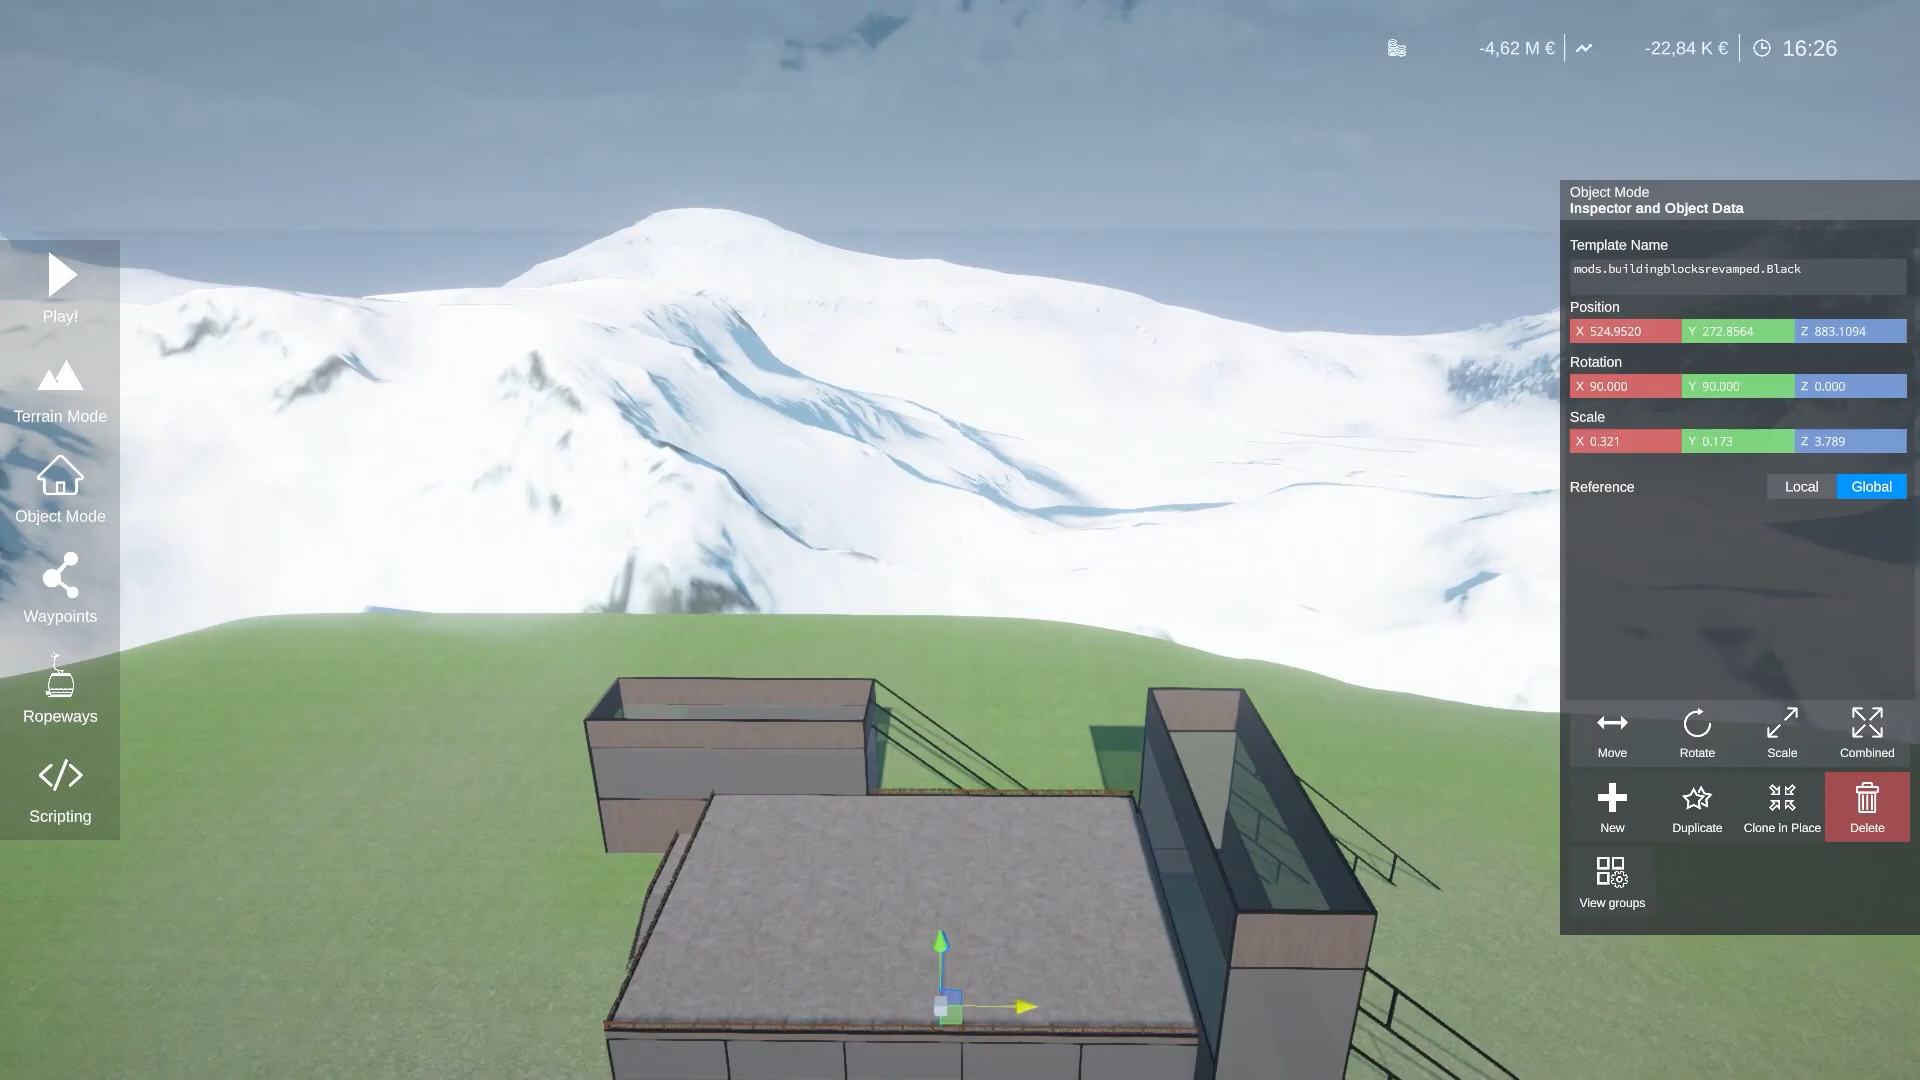 -4,62 M €
-22,84 K €
16:26
Play!
Terrain Mode
Object Mode
Waypoints
Ropeways
Scripting
Object Mode
Inspector and Object Data
Template Name
mods.buildingblocksrevamped.Black
Position
X 524.9520 Y 272.8564 Z 883.1094
Rotation
X 90.000 Y 90.000 Z 0.000
Scale
X 0.321 Y 0.173 Z 3.789
Reference Local Global
Move Rotate Scale Combined
New Duplicate Clone in Place Delete
View groups